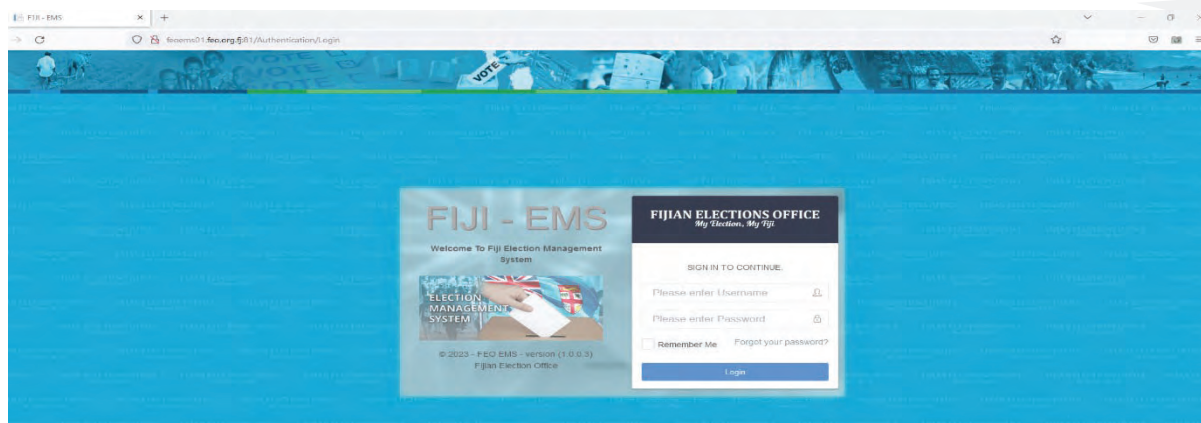 FIJI - EMS
feoems01.feo.org.fj:81/Authentication/Login
VOTE
VOTE
FIJI - EMS
Welcome To Fiji Election Management
System
ELECTION
MANAGEMENT
SYSTEM
© 2023 - FEO EMS - version (1.0.0.3)
Fijian Election Office
FIJIAN ELECTIONS OFFICE
My Election, My Fiji
SIGN IN TO CONTINUE.
Please enter Username
Please enter Password
Remember Me
Forgot your password?
Login